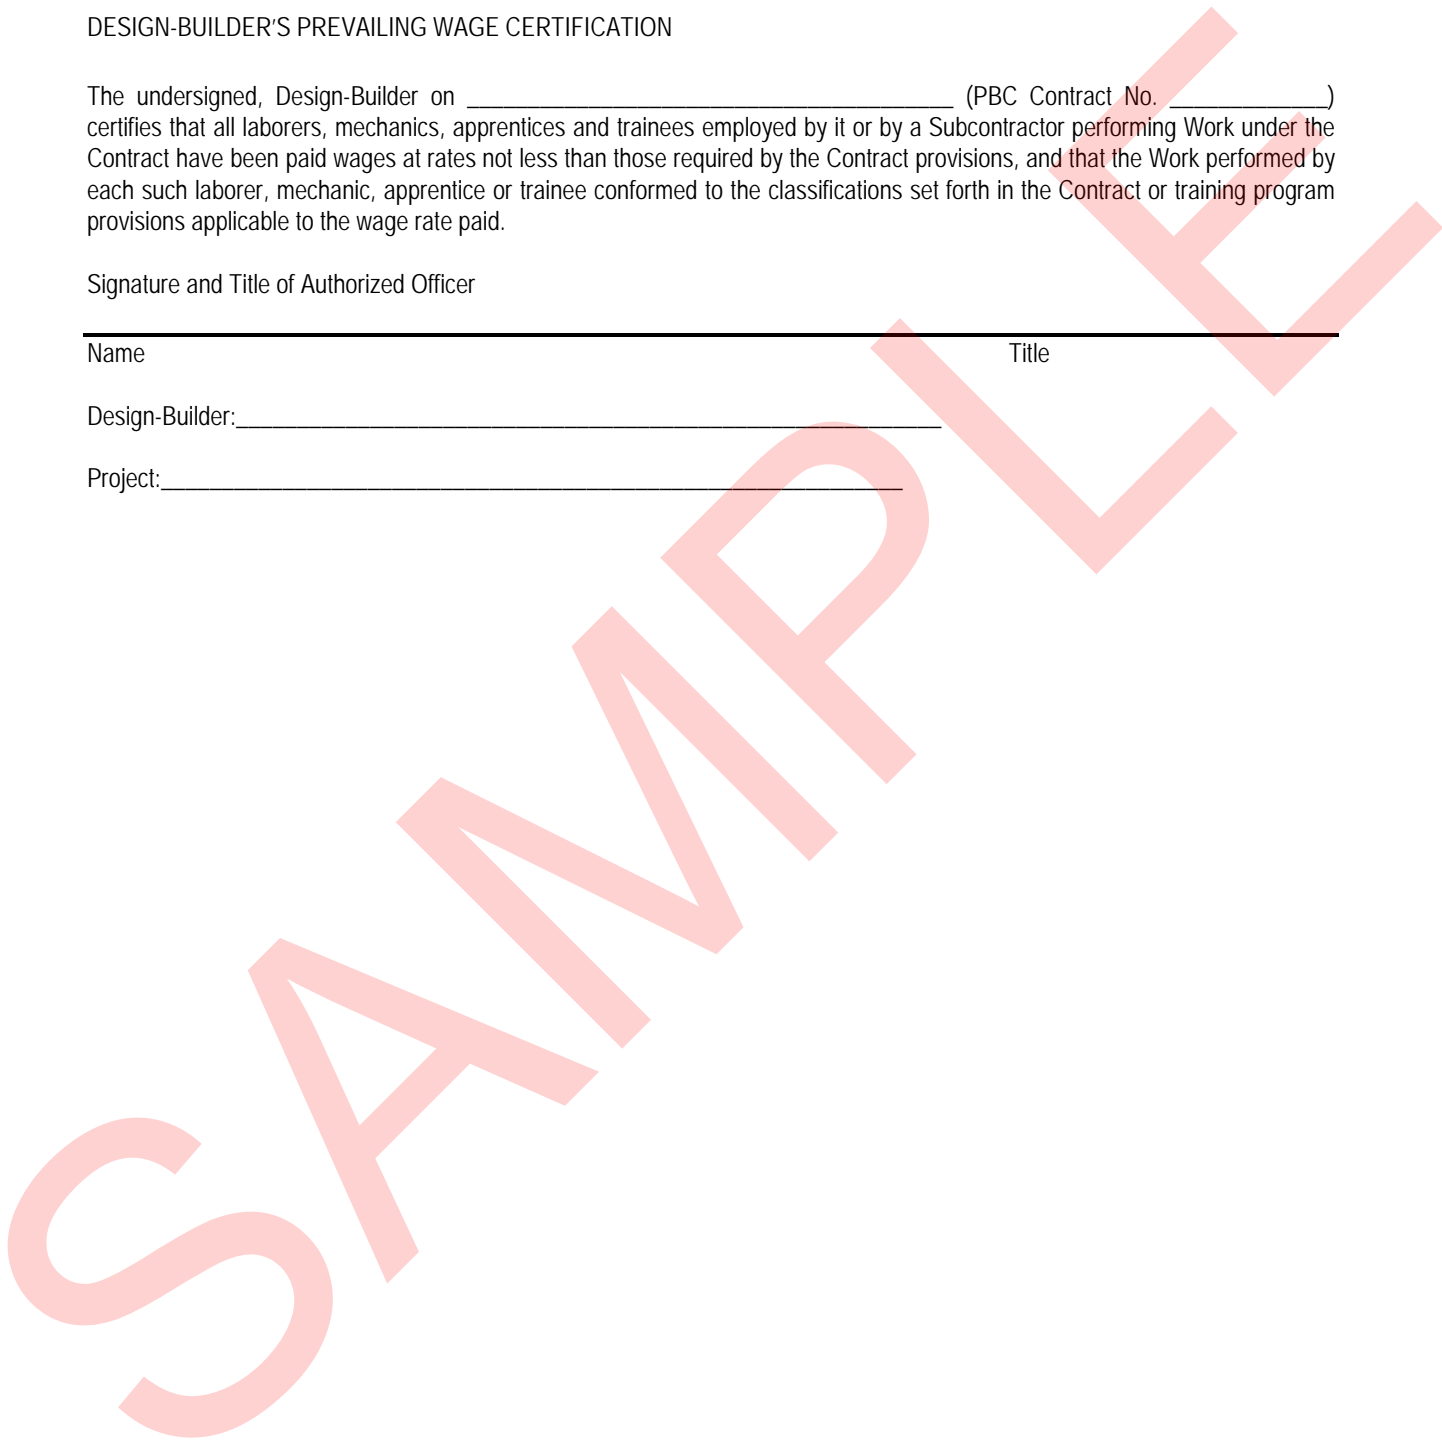 DESIGN-BUILDER’S PREVAILING WAGE CERTIFICATION
The undersigned, Design-Builder on ________________________________________ (PBC Contract No. _____________)
certifies that all laborers, mechanics, apprentices and trainees employed by it or by a Subcontractor performing Work under the
Contract have been paid wages at rates not less than those required by the Contract provisions, and that the Work performed by
each such laborer, mechanic, apprentice or trainee conformed to the classifications set forth in the Contract or training program
provisions applicable to the wage rate paid.
Signature and Title of Authorized Officer
Name Title
Design-Builder:__________________________________________________________
Project:_____________________________________________________________
SAMPLE